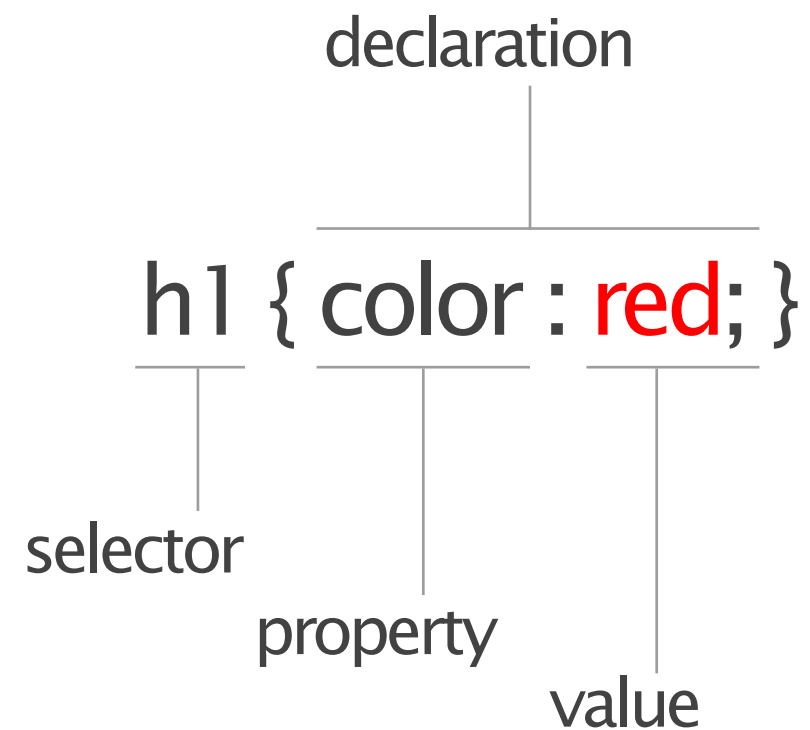 declaration
h1 { color : red; }
selector
property
value